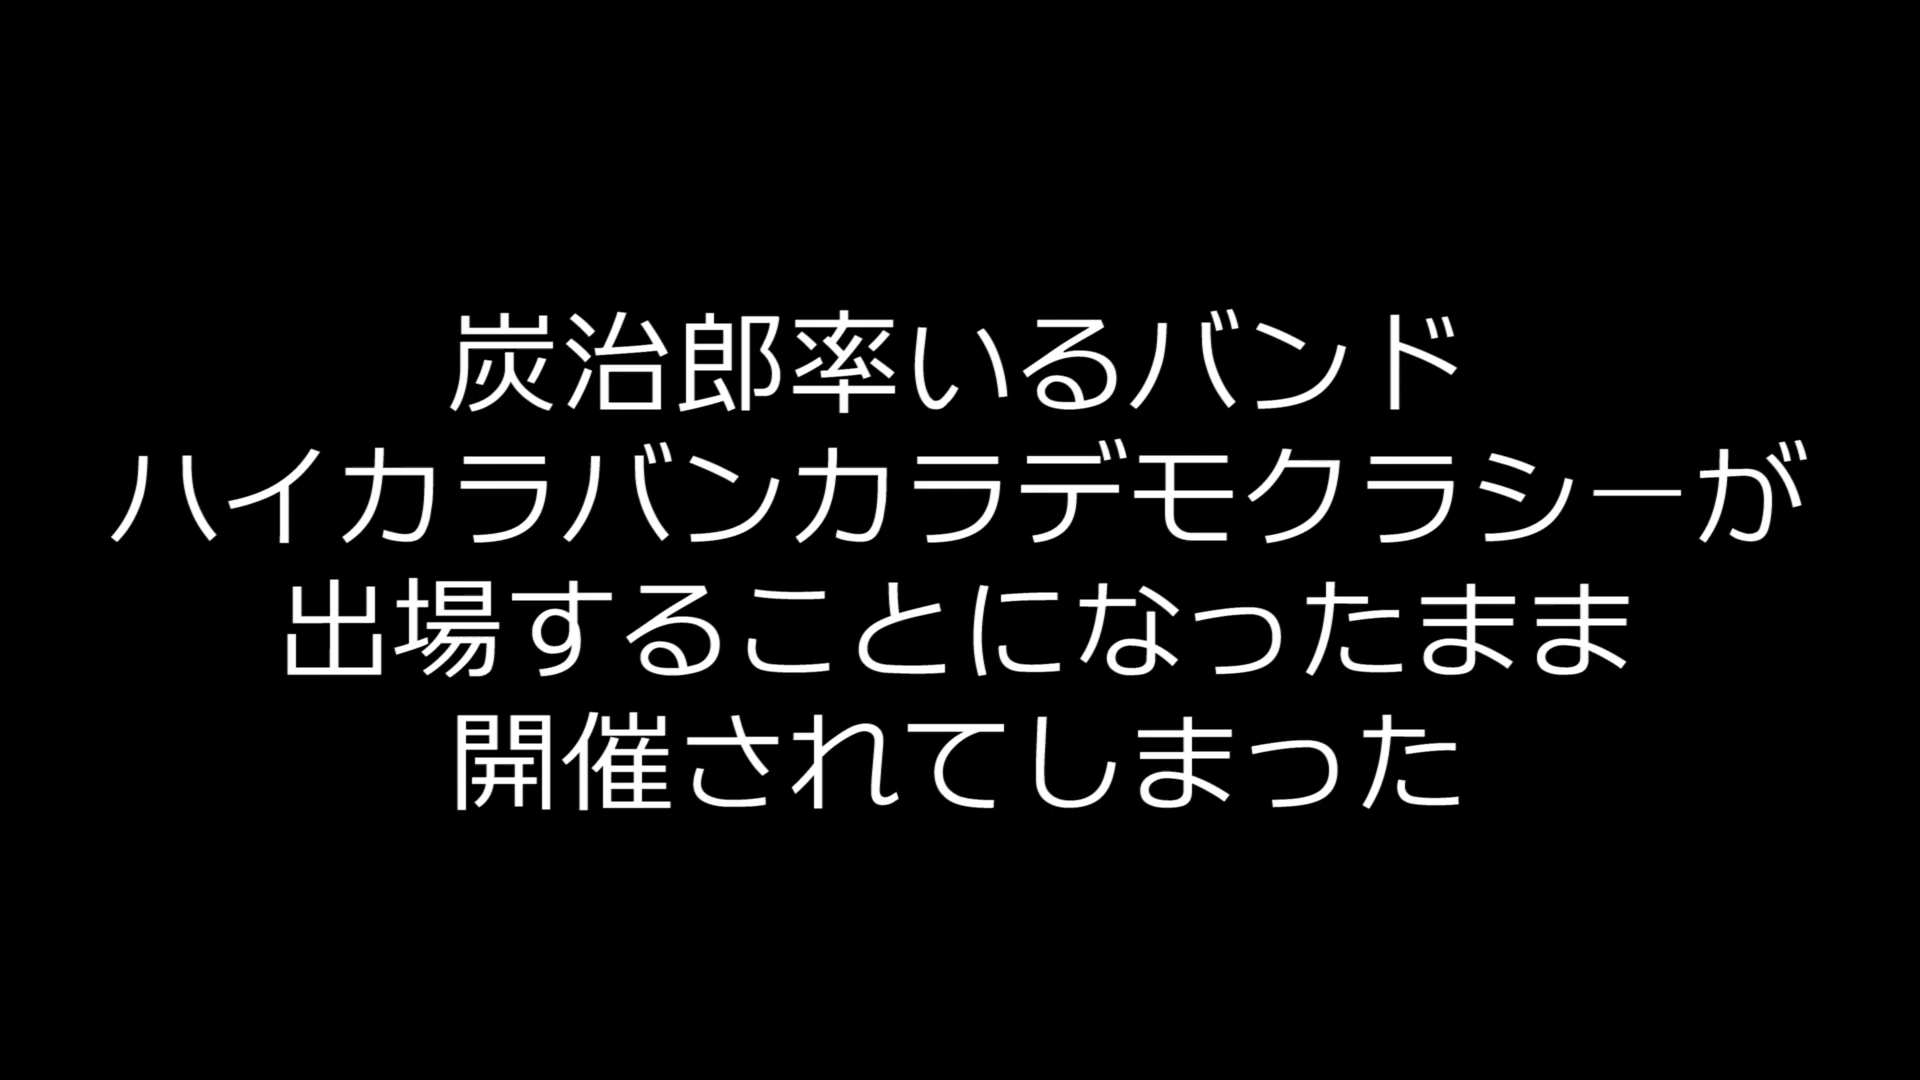 炭治郎率いるバンド
ハイカラバンカラデモクラシーが
出場することになったまま
開催されてしまった